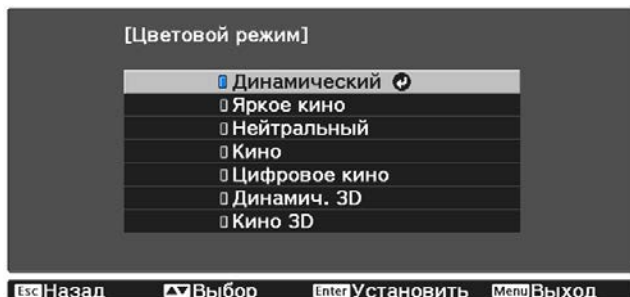 [Цветовой режим]
Динамический
Яркое кино
Нейтральный
Кино
Цифровое кино
Динамич. 3D
Кино 3D
Esc Назад Выбор Enter Установить Menu Выход